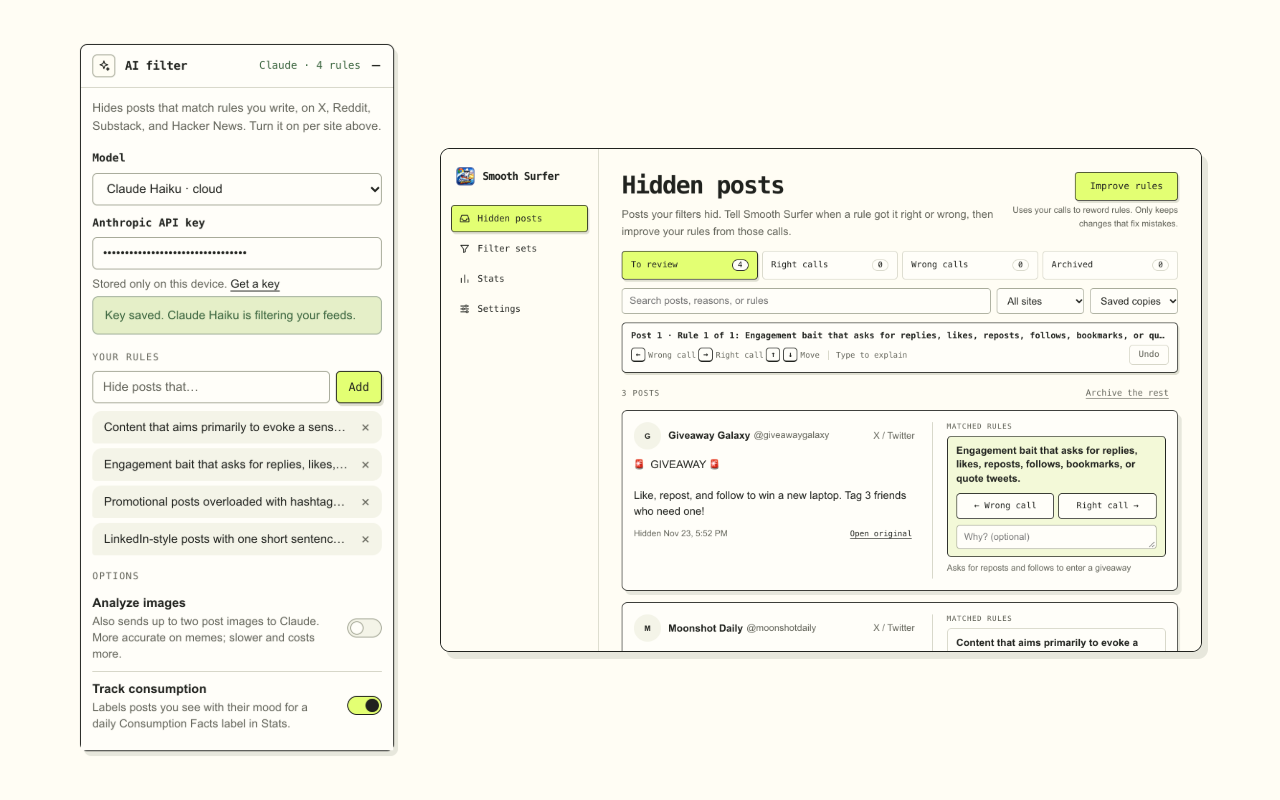 AI filter
Claude · 4 rules
Hides posts that match rules you write, on X, Reddit,
Substack, and Hacker News. Turn it on per site above.
Model
Claude Haiku · cloud
Anthropic API key
•••••••••••••••••••••••••••••••••
Stored only on this device. Get a key
Key saved. Claude Haiku is filtering your feeds.
YOUR RULES
Hide posts that…
Add
Content that aims primarily to evoke a sens… ×
Engagement bait that asks for replies, likes,… ×
Promotional posts overloaded with hashtag… ×
LinkedIn-style posts with one short sentenc… ×
OPTIONS
Analyze images
Also sends up to two post images to Claude.
More accurate on memes; slower and costs
more.
Track consumption
Labels posts you see with their mood for a
daily Consumption Facts label in Stats.
Smooth Surfer
Hidden posts
Filter sets
Stats
Settings
Hidden posts
Posts your filters hid. Tell Smooth Surfer when a rule got it right or wrong, then
improve your rules from those calls.
Improve rules
Uses your calls to reword rules. Only keeps
changes that fix mistakes.
To review 4
Right calls 0
Wrong calls 0
Archived 0
Search posts, reasons, or rules
All sites
Saved copies
Post 1 · Rule 1 of 1: Engagement bait that asks for replies, likes, reposts, follows, bookmarks, or qu…
← Wrong call → Right call ↑ ↓ Move | Type to explain
Undo
3 POSTS
Archive the rest
G
Giveaway Galaxy @giveawaygalaxy
X / Twitter
🚨 GIVEAWAY 🚨
Like, repost, and follow to win a new laptop. Tag 3 friends
who need one!
Hidden Nov 23, 5:52 PM
Open original
MATCHED RULES
Engagement bait that asks for replies,
likes, reposts, follows, bookmarks, or
quote tweets.
← Wrong call
Right call →
Why? (optional)
Asks for reposts and follows to enter a giveaway
M
Moonshot Daily @moonshotdaily
X / Twitter
MATCHED RULES
Content that aims primarily to evoke a